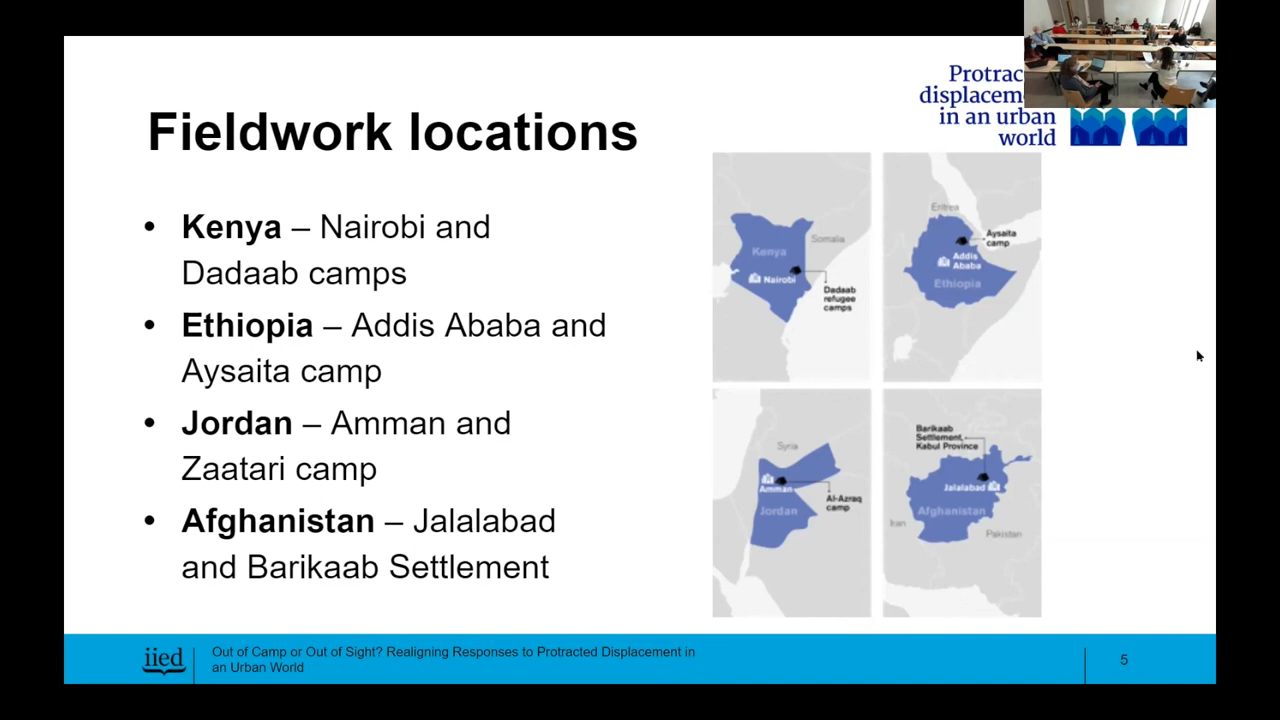 Protrac
displacem
in an urban
world
Fieldwork locations
• Kenya – Nairobi and
Dadaab camps
• Ethiopia – Addis Ababa and
Aysaita camp
• Jordan – Amman and
Zaatari camp
• Afghanistan – Jalalabad
and Barikaab Settlement
Kenya
Somalia
Nairobi
Dadaab
refugee
camps
Eritrea
Aysaita
camp
Addis
Ababa
Ethiopia
Syria
Amman
Al-Azraq
camp
Jordan
Barikaab
Settlement,
Kabul Province
Jalalabad
Afghanistan
Iran
Pakistan
iied
Out of Camp or Out of Sight? Realigning Responses to Protracted Displacement in
an Urban World
5